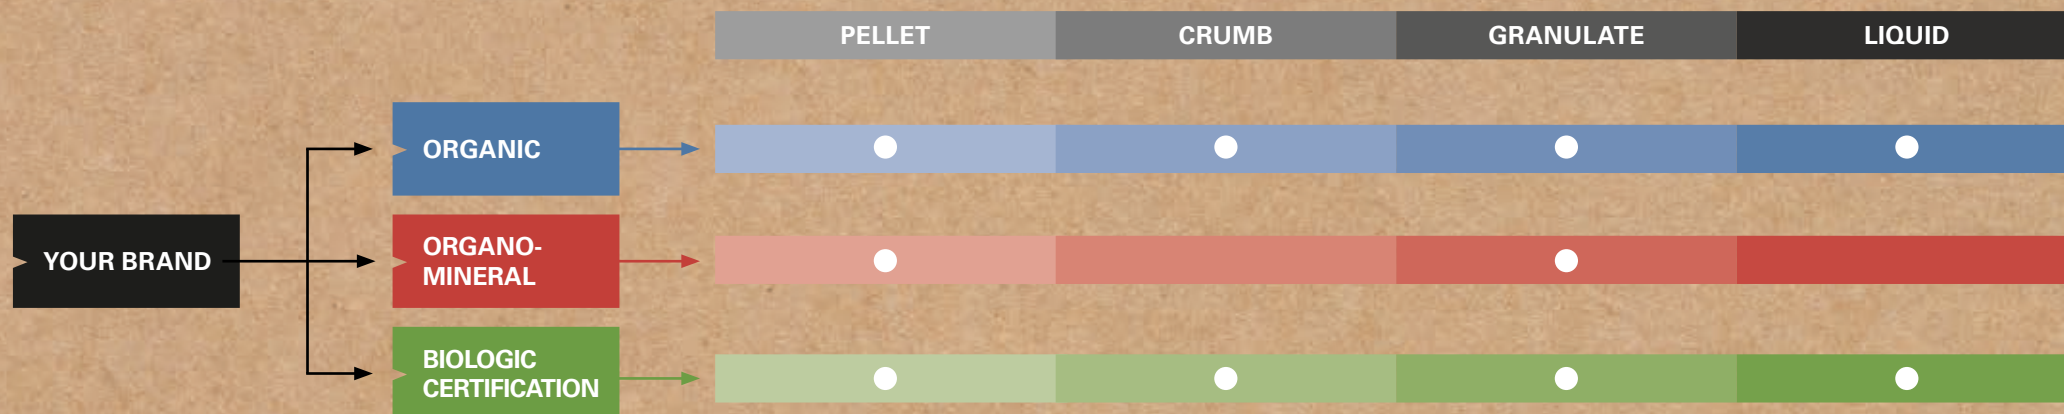 PELLET CRUMB GRANULATE LIQUID
ORGANIC
YOUR BRAND
ORGANO-
MINERAL
BIOLOGIC
CERTIFICATION